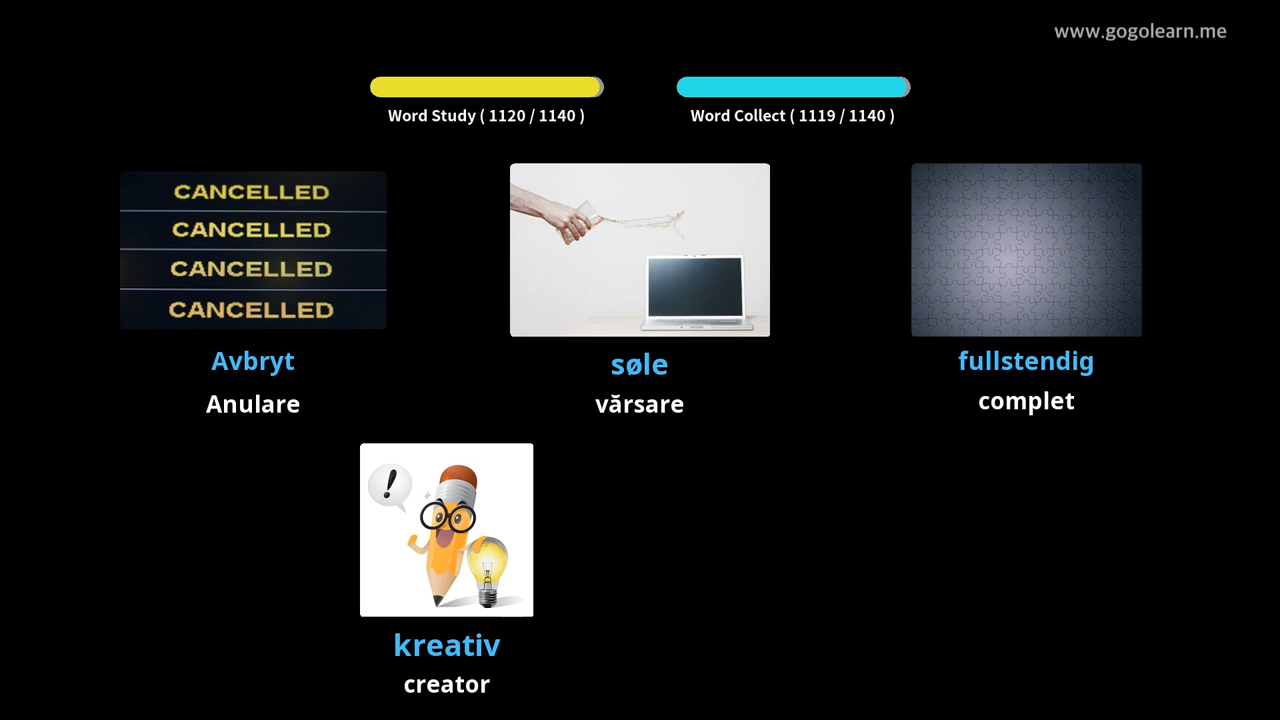 www.gogolearn.me
Word Study ( 1120 / 1140 )
Word Collect ( 1119 / 1140 )
CANCELLED
CANCELLED
CANCELLED
CANCELLED
Avbryt
Anulare
søle
vărsare
fullstendig
complet
!
kreativ
creator